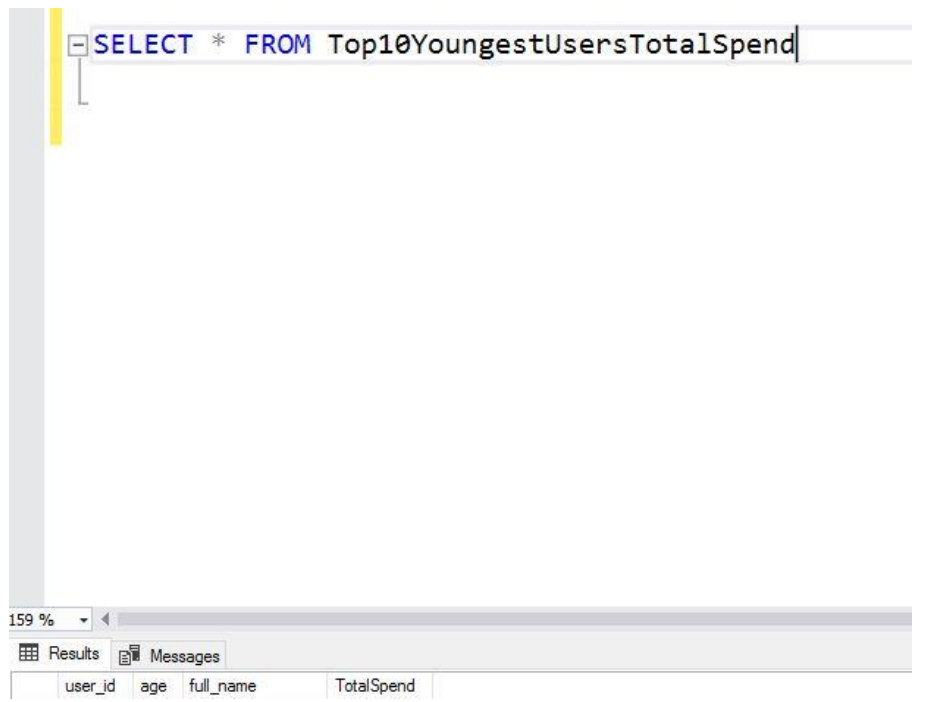 SELECT * FROM Top10YoungestUsersTotalSpend
159 %
Results Messages
user_id age full_name TotalSpend